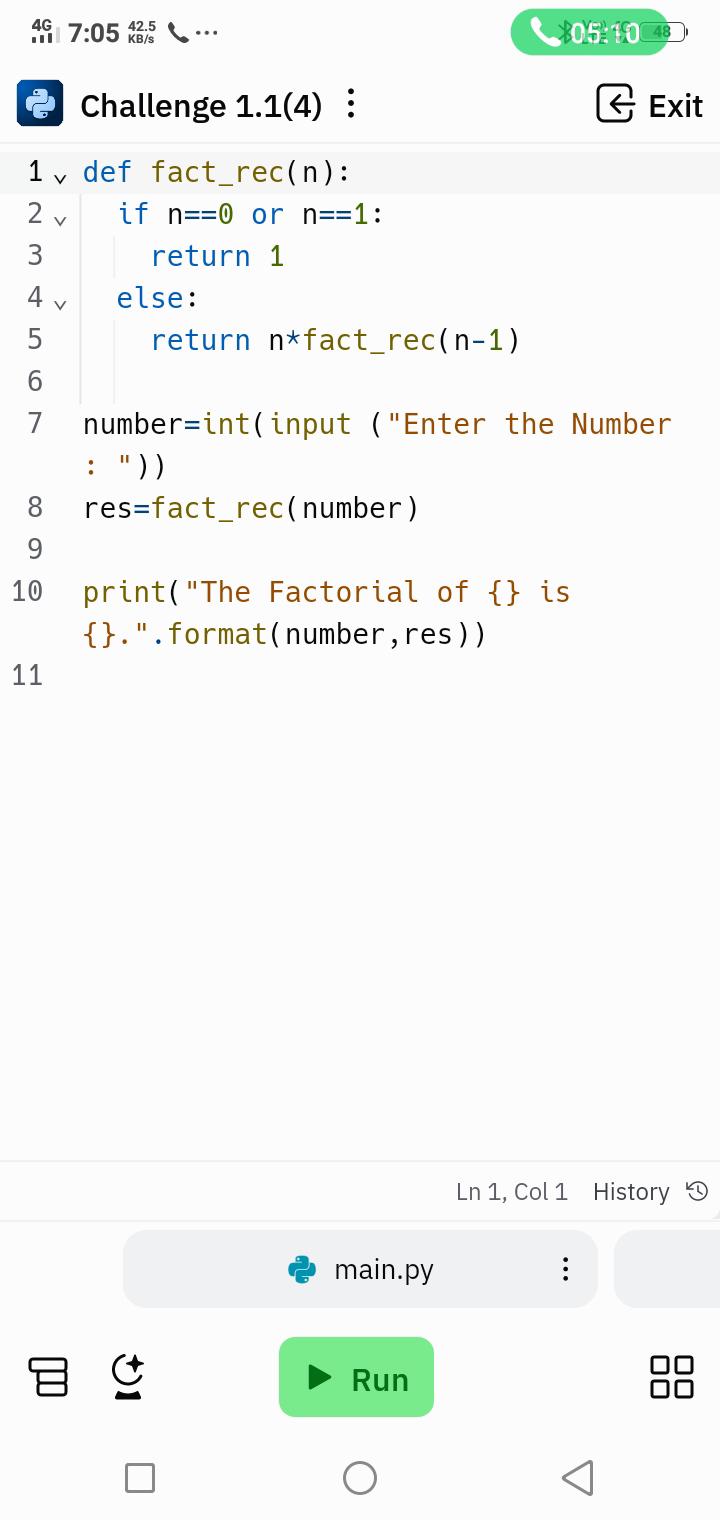 4G 7:05 42.5 KB/s ... 05:10 48
Challenge 1.1(4) Exit
1 def fact_rec(n):
2 if n==0 or n==1:
3 return 1
4 else:
5 return n*fact_rec(n-1)
6
7 number=int(input ("Enter the Number
: "))
8 res=fact_rec(number)
9
10 print("The Factorial of {} is
{}.".format(number,res))
11
Ln 1, Col 1 History
main.py
Run